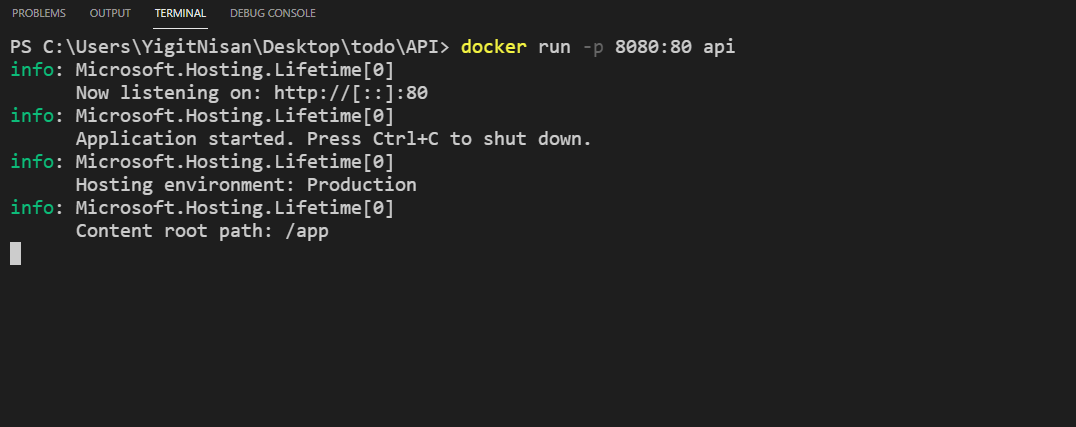 PROBLEMS OUTPUT TERMINAL DEBUG CONSOLE
PS C:\Users\YigitNisan\Desktop\todo\API> docker run -p 8080:80 api
info: Microsoft.Hosting.Lifetime[0]
      Now listening on: http://[::]:80
info: Microsoft.Hosting.Lifetime[0]
      Application started. Press Ctrl+C to shut down.
info: Microsoft.Hosting.Lifetime[0]
      Hosting environment: Production
info: Microsoft.Hosting.Lifetime[0]
      Content root path: /app